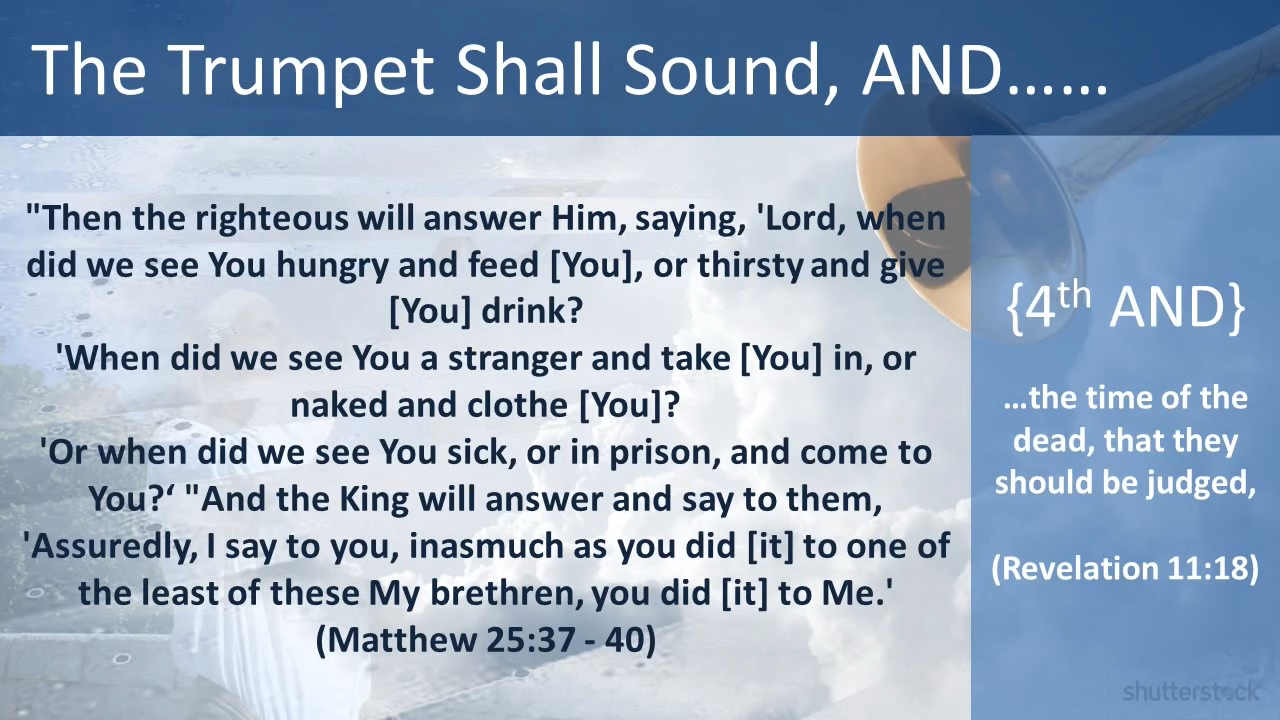 The Trumpet Shall Sound, AND……
"Then the righteous will answer Him, saying, 'Lord, when
did we see You hungry and feed [You], or thirsty and give
[You] drink?
'When did we see You a stranger and take [You] in, or
naked and clothe [You]?
'Or when did we see You sick, or in prison, and come to
You?‘ "And the King will answer and say to them,
'Assuredly, I say to you, inasmuch as you did [it] to one of
the least of these My brethren, you did [it] to Me.'
(Matthew 25:37 - 40)
{4th AND}
…the time of the
dead, that they
should be judged,
(Revelation 11:18)
shutterstock